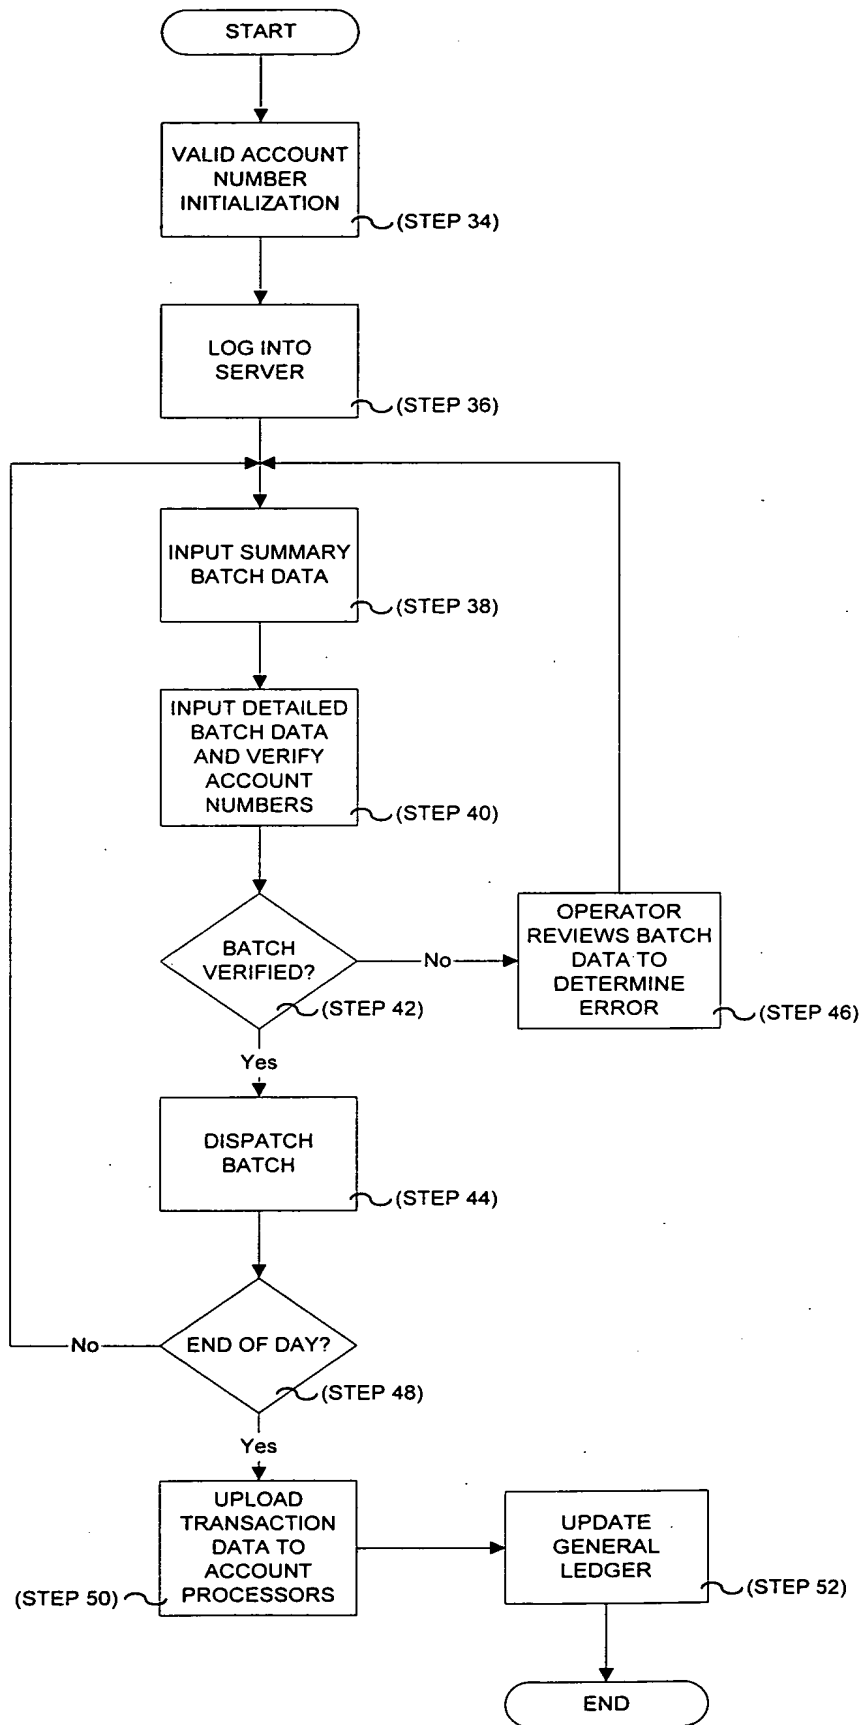 START
VALID ACCOUNT
NUMBER
INITIALIZATION
(STEP 34)
LOG INTO
SERVER
(STEP 36)
INPUT SUMMARY
BATCH DATA
(STEP 38)
INPUT DETAILED
BATCH DATA
AND VERIFY
ACCOUNT
NUMBERS
(STEP 40)
BATCH
VERIFIED?
(STEP 42)
No
OPERATOR
REVIEWS BATCH
DATA TO
DETERMINE
ERROR
(STEP 46)
Yes
DISPATCH
BATCH
(STEP 44)
END OF DAY?
(STEP 48)
No
Yes
UPLOAD
TRANSACTION
DATA TO
ACCOUNT
PROCESSORS
(STEP 50)
UPDATE
GENERAL
LEDGER
(STEP 52)
END